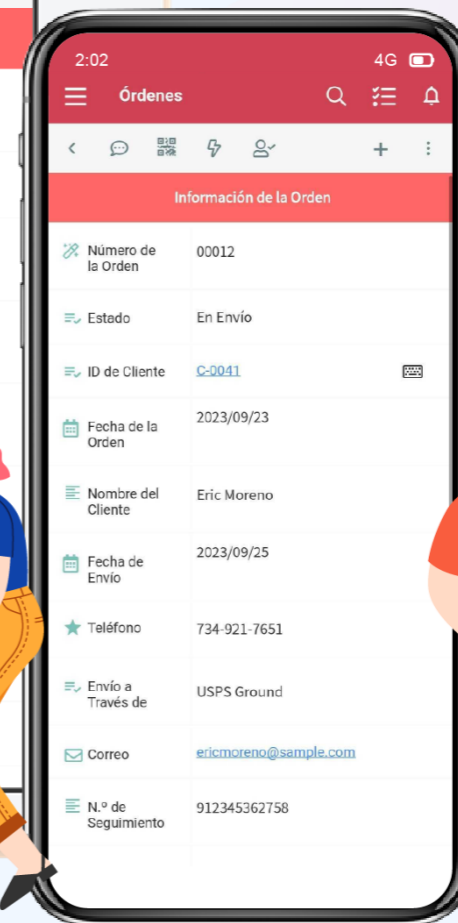 2:02 4G
Órdenes
Información de la Orden
Número de
la Orden
00012
Estado
En Envío
ID de Cliente
C-0041
Fecha de la
Orden
2023/09/23
Nombre del
Cliente
Eric Moreno
Fecha de
Envío
2023/09/25
Teléfono
734-921-7651
Envío a
Través de
USPS Ground
Correo
ericmoreno@sample.com
N.º de
Seguimiento
912345362758